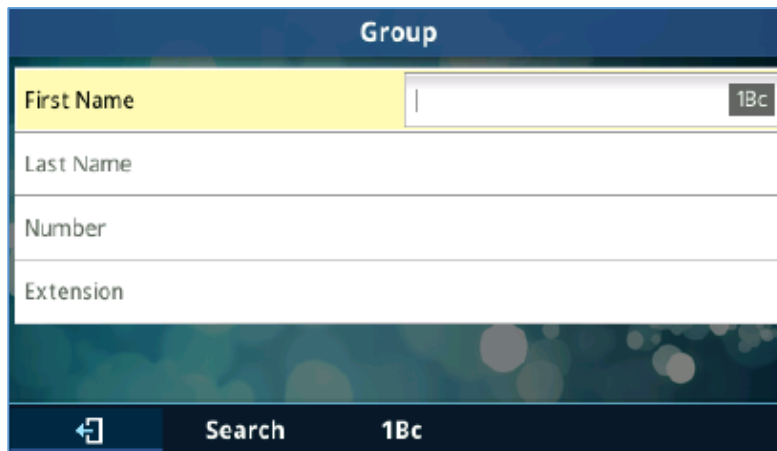 Group
First Name 1Bc
Last Name
Number
Extension
Search 1Bc